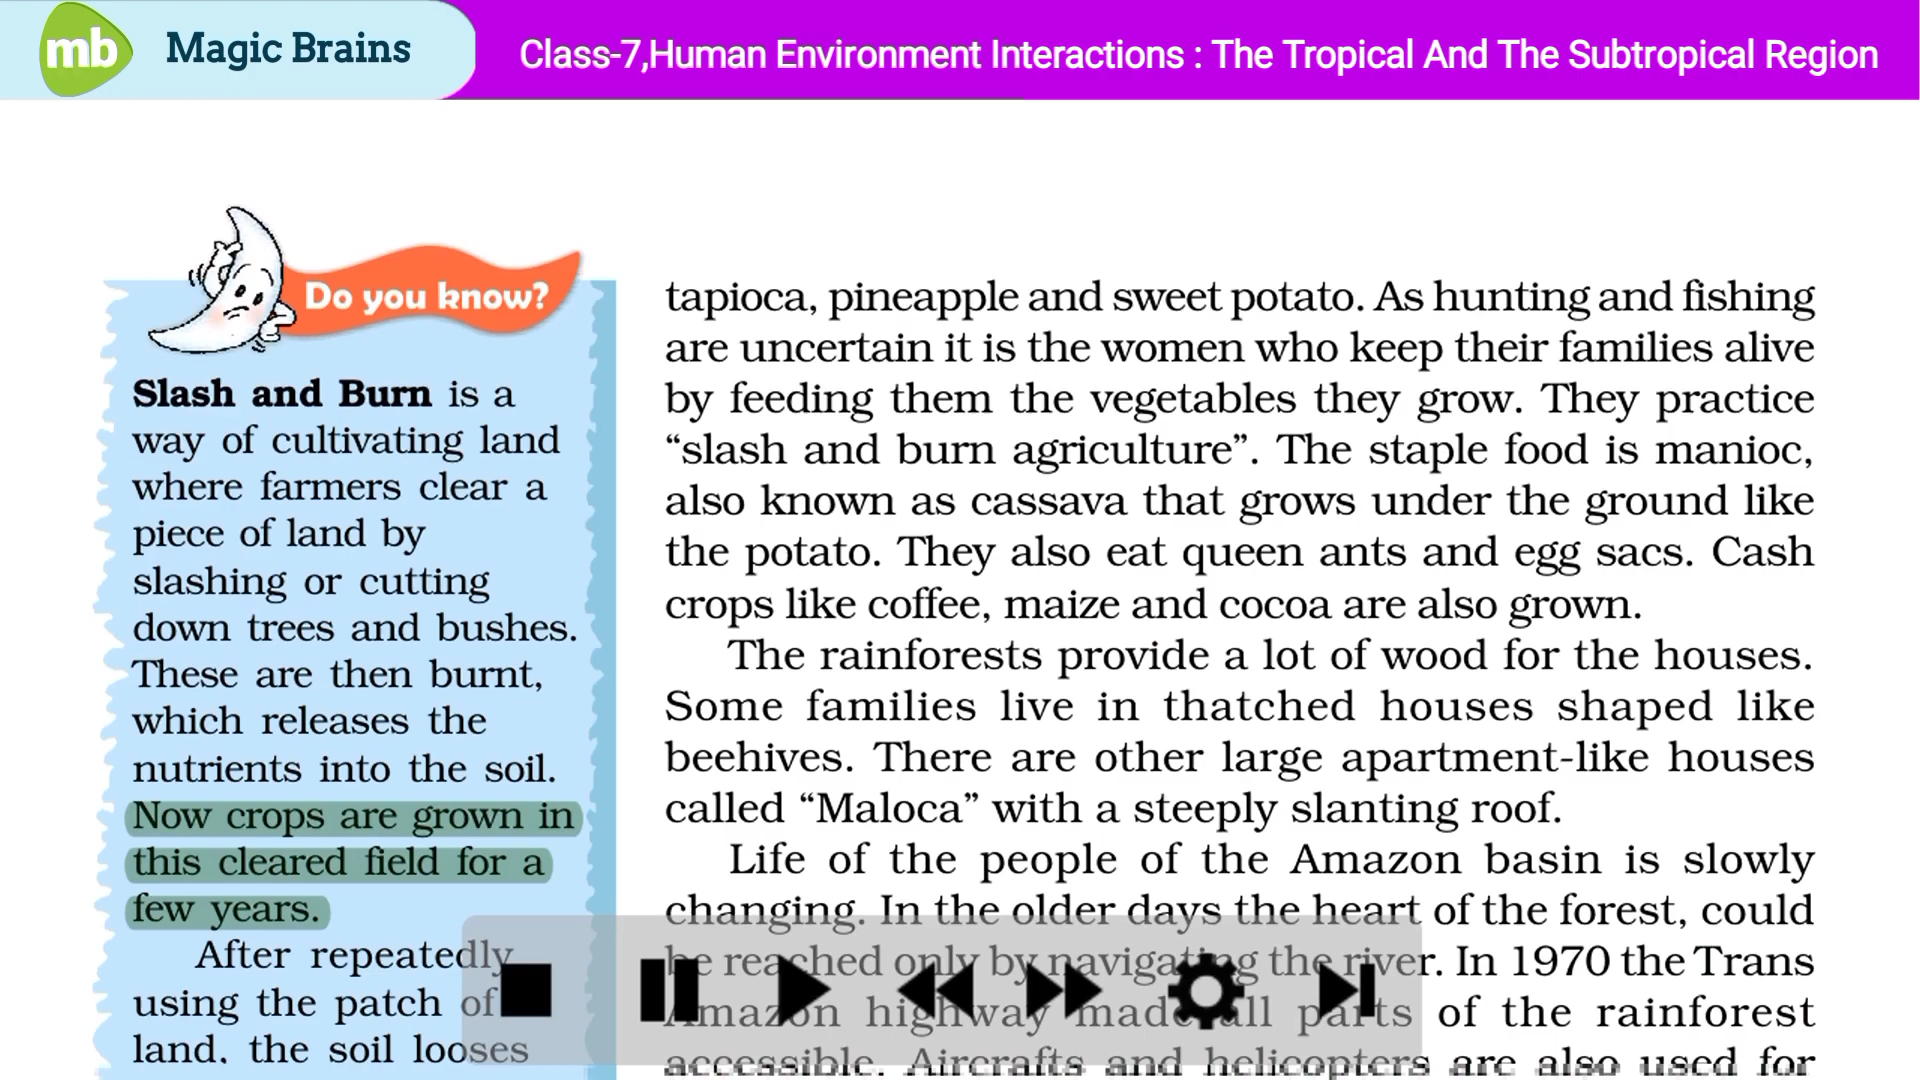 mb Magic Brains
Class-7,Human Environment Interactions : The Tropical And The Subtropical Region
Do you know?
Slash and Burn is a
way of cultivating land
where farmers clear a
piece of land by
slashing or cutting
down trees and bushes.
These are then burnt,
which releases the
nutrients into the soil.
Now crops are grown in
this cleared field for a
few years.
After repeatedly
using the patch of
land, the soil looses
tapioca, pineapple and sweet potato. As hunting and fishing
are uncertain it is the women who keep their families alive
by feeding them the vegetables they grow. They practice
“slash and burn agriculture”. The staple food is manioc,
also known as cassava that grows under the ground like
the potato. They also eat queen ants and egg sacs. Cash
crops like coffee, maize and cocoa are also grown.
The rainforests provide a lot of wood for the houses.
Some families live in thatched houses shaped like
beehives. There are other large apartment-like houses
called “Maloca” with a steeply slanting roof.
Life of the people of the Amazon basin is slowly
changing. In the older days the heart of the forest, could
be reached only by navigating the river. In 1970 the Trans
Amazon highway made all parts of the rainforest
accessible. Aircrafts and helicopters are also used for